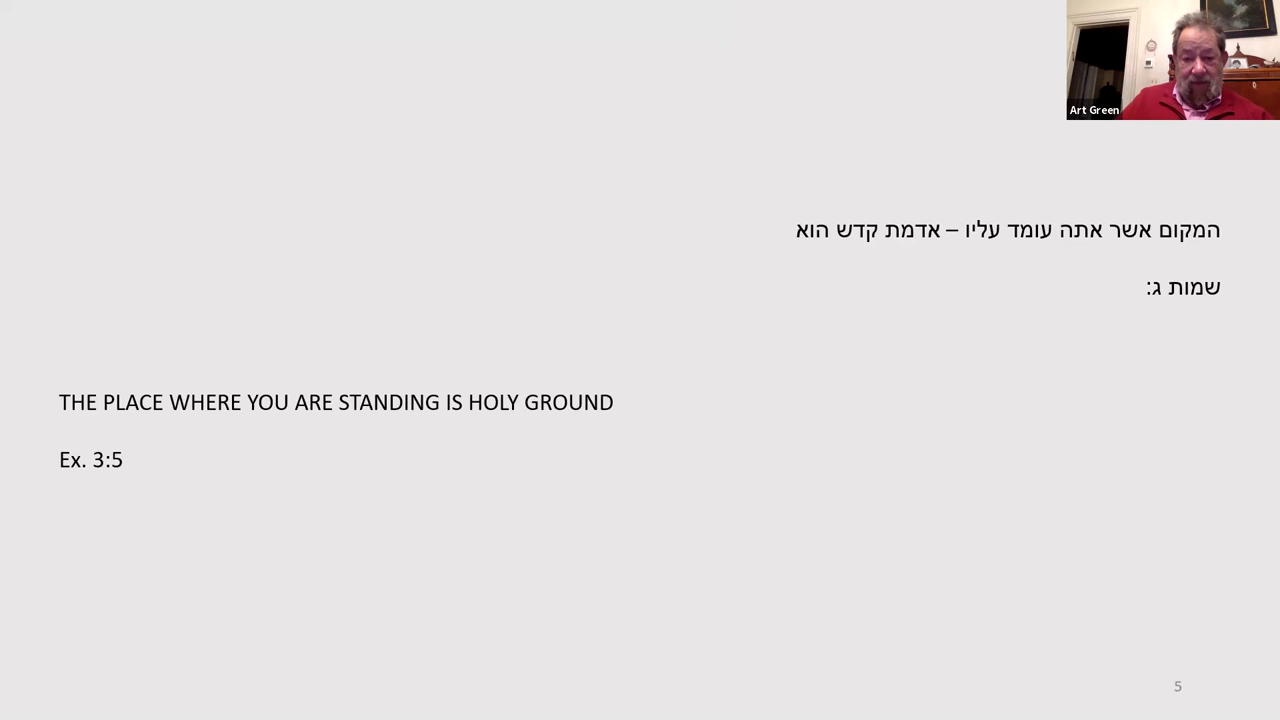 Art Green
המקום אשר אתה עומד עליו – אדמת קדש הוא
שמות ג:
THE PLACE WHERE YOU ARE STANDING IS HOLY GROUND
Ex. 3:5
5